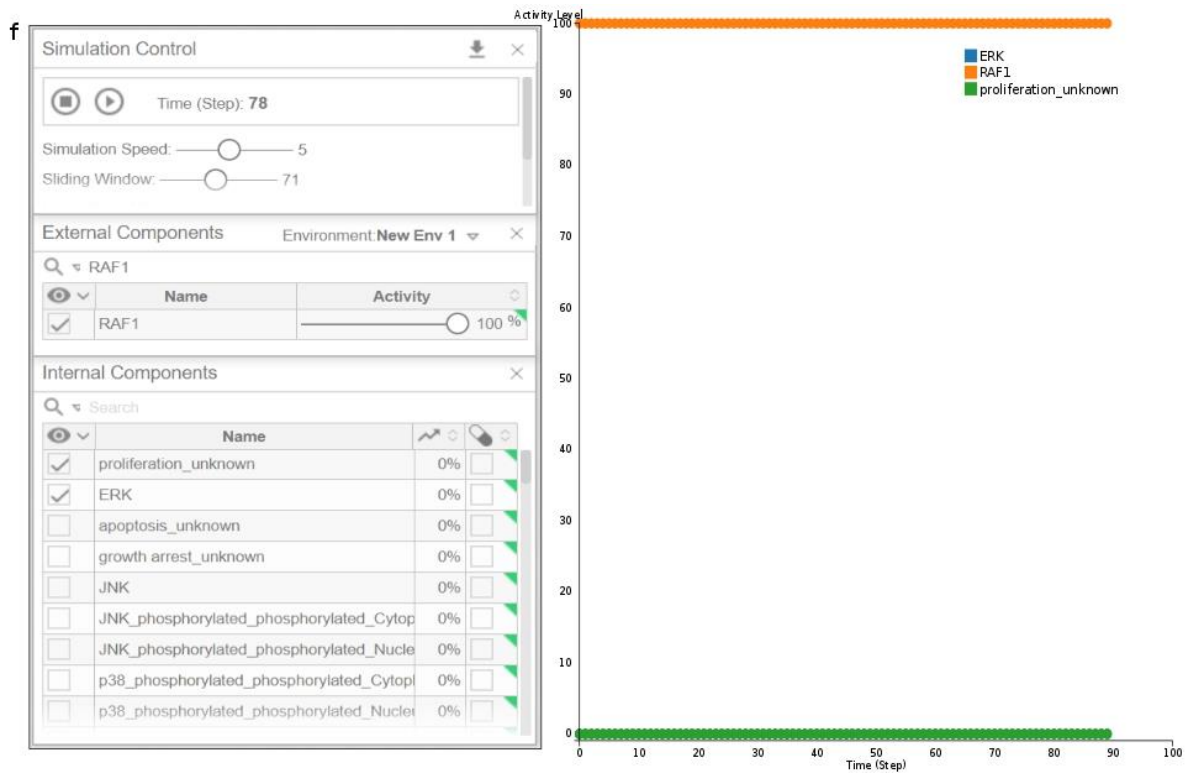 f
Simulation Control
Time (Step): 78
Simulation Speed: 5
Sliding Window: 71
External Components Environment:New Env 1
RAF1
Name Activity
RAF1 100 %
Internal Components
Search
Name
proliferation_unknown 0%
ERK 0%
apoptosis_unknown 0%
growth arrest_unknown 0%
JNK 0%
JNK_phosphorylated_phosphorylated_Cytop 0%
JNK_phosphorylated_phosphorylated_Nucle 0%
p38_phosphorylated_phosphorylated_Cytopl 0%
p38_phosphorylated_phosphorylated_Nucle 0%
Activity Level
100
90
80
70
60
50
40
30
20
10
0
ERK
RAF1
proliferation_unknown
0 10 20 30 40 50 60 70 80 90 100
Time (Step)